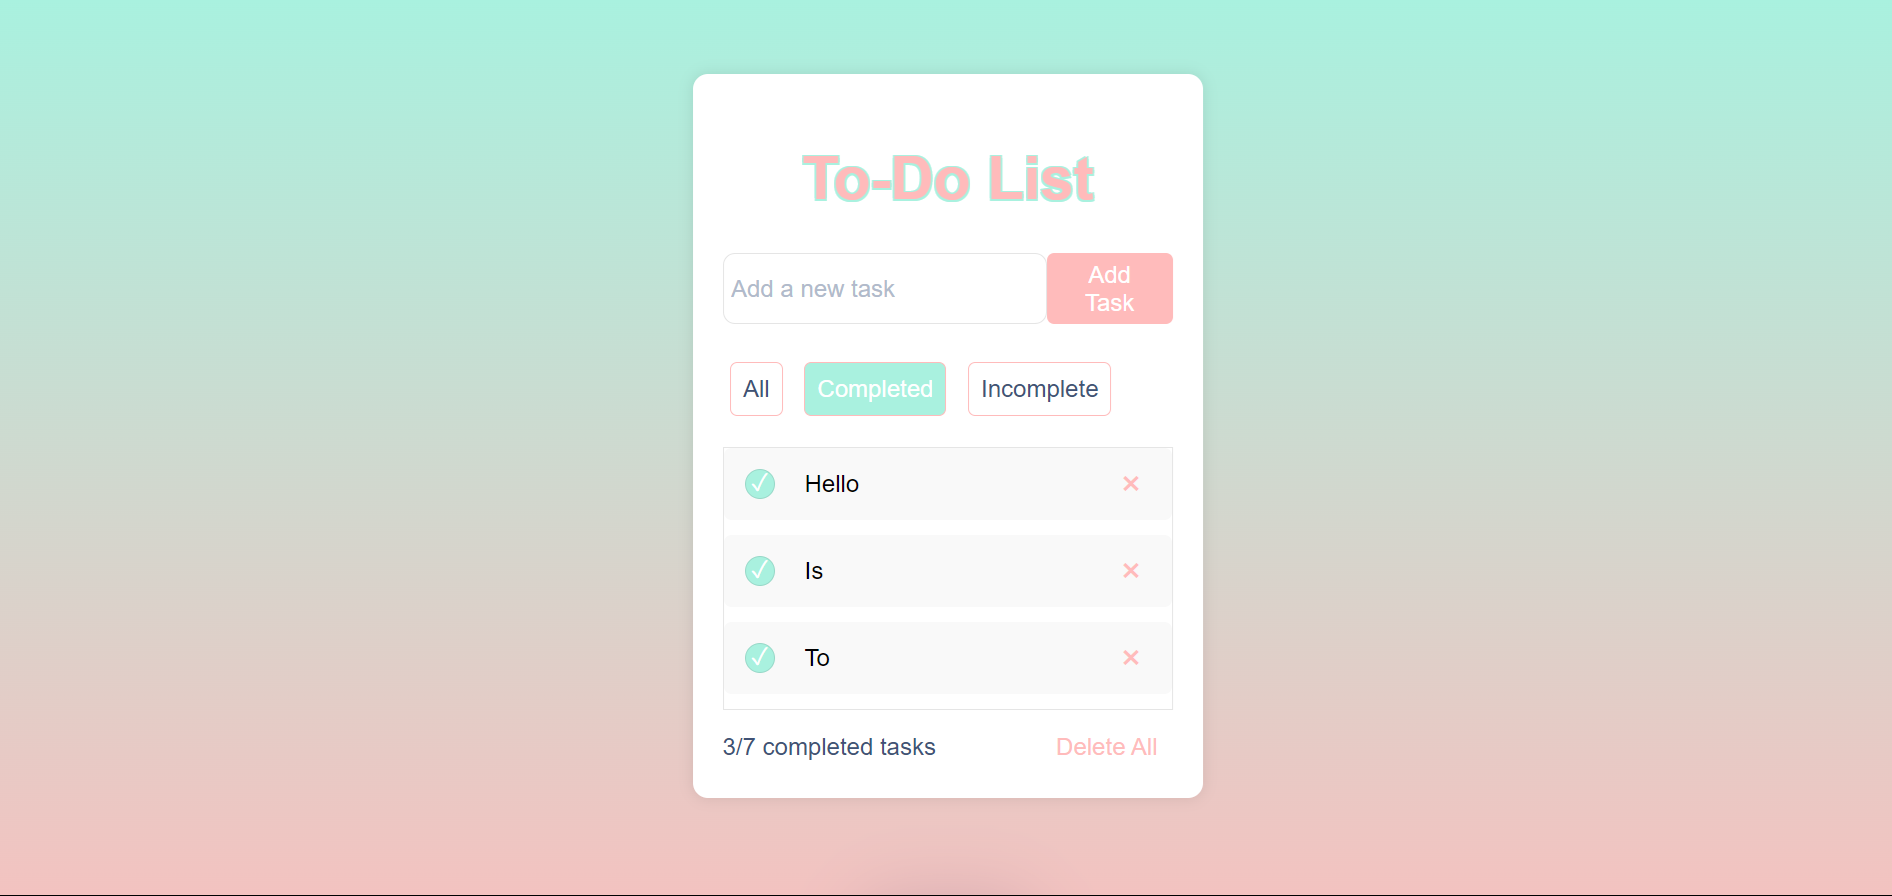 To-Do List
Add a new task
Add
Task
All Completed Incomplete
Hello
Is
To
3/7 completed tasks Delete All